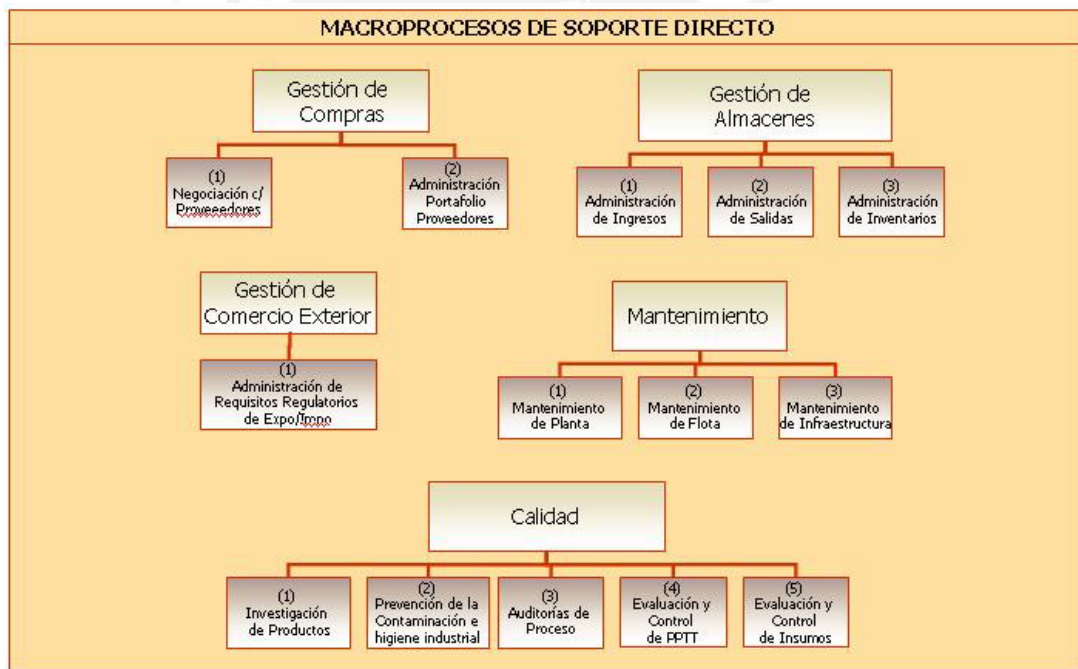 MACROPROCESOS DE SOPORTE DIRECTO
Gestión de
Compras
(1)
Negociación c/
Proveeedores
(2)
Administración
Portafolio
Proveedores
Gestión de
Almacenes
(1)
Administración
de Ingresos
(2)
Administración
de Salidas
(3)
Administración
de Inventarios
Gestión de
Comercio Exterior
(1)
Administración de
Requisitos Regulatorios
de Expo/Impo
Mantenimiento
(1)
Mantenimiento
de Planta
(2)
Mantenimiento
de Flota
(3)
Mantenimiento
de Infraestructura
Calidad
(1)
Investigación
de Productos
(2)
Prevención de la
Contaminación e
higiene industrial
(3)
Auditorías de
Proceso
(4)
Evaluación y
Control
de PPTT
(5)
Evaluación y
Control
de Insumos